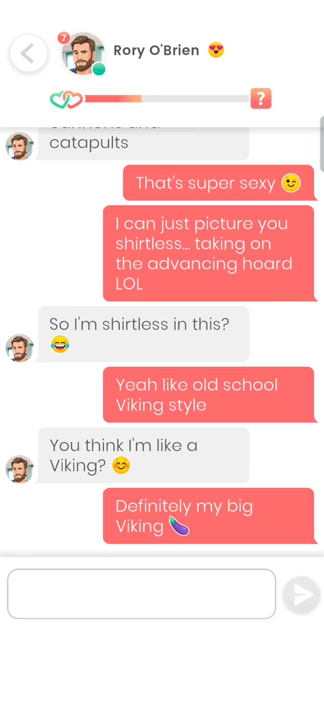 7
Rory O'Brien 😍
?
catapults
That's super sexy 😉
I can just picture you
shirtless... taking on
the advancing hoard
LOL
So I'm shirtless in this?
😂
Yeah like old school
Viking style
You think I'm like a
Viking? 😊
Definitely my big
Viking 🍆